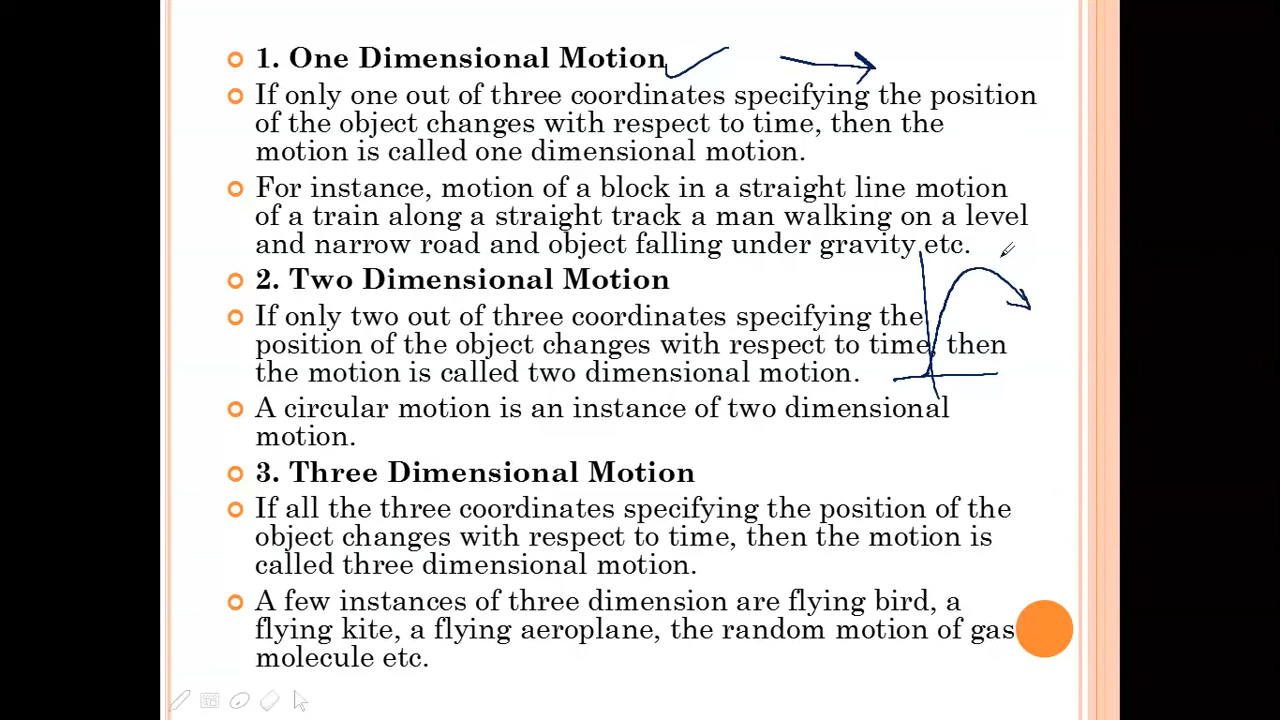 1. One Dimensional Motion
If only one out of three coordinates specifying the position
of the object changes with respect to time, then the
motion is called one dimensional motion.
For instance, motion of a block in a straight line motion
of a train along a straight track a man walking on a level
and narrow road and object falling under gravity etc.
2. Two Dimensional Motion
If only two out of three coordinates specifying the
position of the object changes with respect to time, then
the motion is called two dimensional motion.
A circular motion is an instance of two dimensional
motion.
3. Three Dimensional Motion
If all the three coordinates specifying the position of the
object changes with respect to time, then the motion is
called three dimensional motion.
A few instances of three dimension are flying bird, a
flying kite, a flying aeroplane, the random motion of gas
molecule etc.